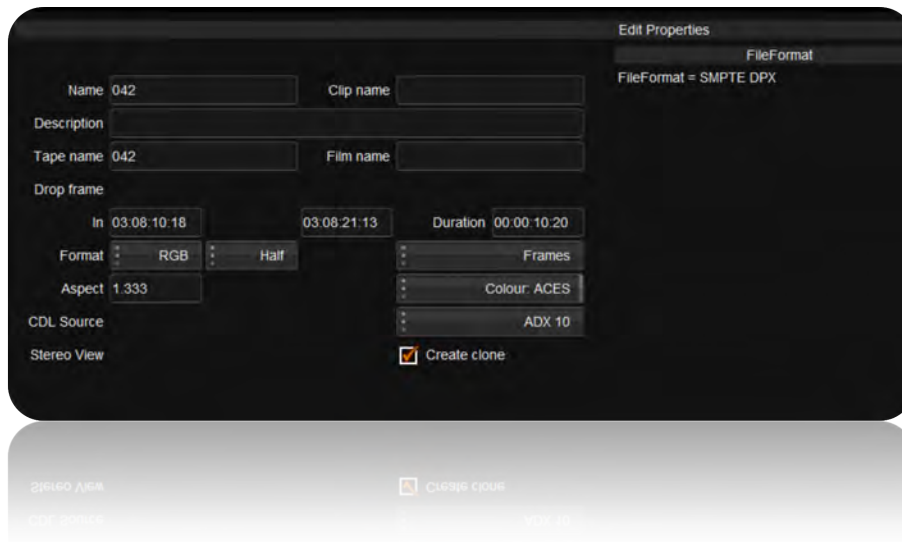 Edit Properties
FileFormat
FileFormat = SMPTE DPX
Name 042 Clip name
Description
Tape name 042 Film name
Drop frame
In 03:08:10:18 03:08:21:13 Duration 00:00:10:20
Format RGB Half Frames
Aspect 1.333 Colour: ACES
CDL Source ADX 10
Stereo View Create clone